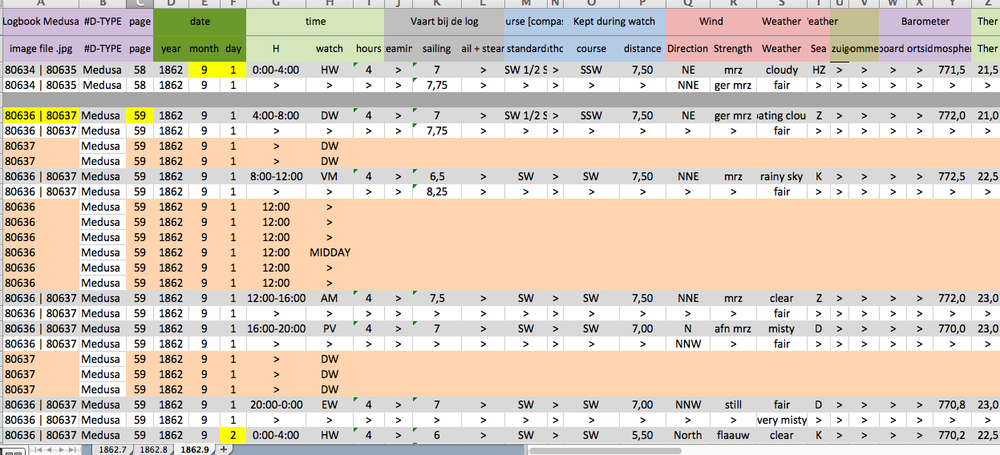 A B C D E F G H I J K L M N O P Q R S T U V W X Y Z
Logbook Medusa #D-TYPE page date time Vaart bij de log urse [compa: Kept during watch Wind Weather Barometer Ther
image file .jpg #D-TYPE page year month day H watch hours sailing ail + stear standard course distance Direction Strength Weather Sea Ther
80634 | 80635 Medusa 58 1862 9 1 0:00-4:00 HW 4 > 7 > SW 1/2 S > SSW 7,50 NE mrz cloudy HZ > > > > 771,5 21,5
80634 | 80635 Medusa 58 1862 9 1 > > > > 7,75 > > > > > NNE ger mrz fair > > > > > > >
80636 | 80637 Medusa 59 1862 9 1 4:00-8:00 DW 4 > 7 > SW 1/2 S > SSW 7,50 NE ger mrz ating clou Z > > > > 772,0 21,0
80636 | 80637 Medusa 59 1862 9 1 > > > > 7,75 > > > > > > > fair > > > > > > >
80637 Medusa 59 1862 9 1 > DW
80637 Medusa 59 1862 9 1 > DW
80636 | 80637 Medusa 59 1862 9 1 8:00-12:00 VM 4 > 6,5 > SW > SW 7,50 NNE mrz rainy sky K > > > > 772,5 22,5
80636 | 80637 Medusa 59 1862 9 1 > > > > 8,25 > > > > > > > fair > > > > > > >
80636 Medusa 59 1862 9 1 12:00 >
80636 Medusa 59 1862 9 1 12:00 >
80636 Medusa 59 1862 9 1 12:00 >
80636 Medusa 59 1862 9 1 12:00 MIDDAY
80636 Medusa 59 1862 9 1 12:00 >
80636 Medusa 59 1862 9 1 12:00 >
80636 | 80637 Medusa 59 1862 9 1 12:00-16:00 AM 4 > 7,5 > SW > SW 7,50 NNE mrz clear Z > > > > 772,0 23,0
80636 | 80637 Medusa 59 1862 9 1 > > > > > > > > > > > > fair > > > > > > >
80636 | 80637 Medusa 59 1862 9 1 16:00-20:00 PV 4 > 7 > SW > SW 7,00 N afn mrz misty D > > > > 770,0 23,0
80636 | 80637 Medusa 59 1862 9 1 > > > > > > > > > > NNW > fair > > > > > > >
80637 Medusa 59 1862 9 1 > DW
80637 Medusa 59 1862 9 1 > DW
80637 Medusa 59 1862 9 1 > DW
80636 | 80637 Medusa 59 1862 9 1 20:00-0:00 EW 4 > 7 > SW > SW 7,00 NNW still fair D > > > > 770,8 23,0
80636 | 80637 Medusa 59 1862 9 1 > > > > > > > > > > > > very misty > > > > > > >
80636 | 80637 Medusa 59 1862 9 2 0:00-4:00 HW 4 > 6 > SW > SW 5,50 North flaauw clear K > > > > 770,2 22,5
1862.7 1862.8 1862.9 +